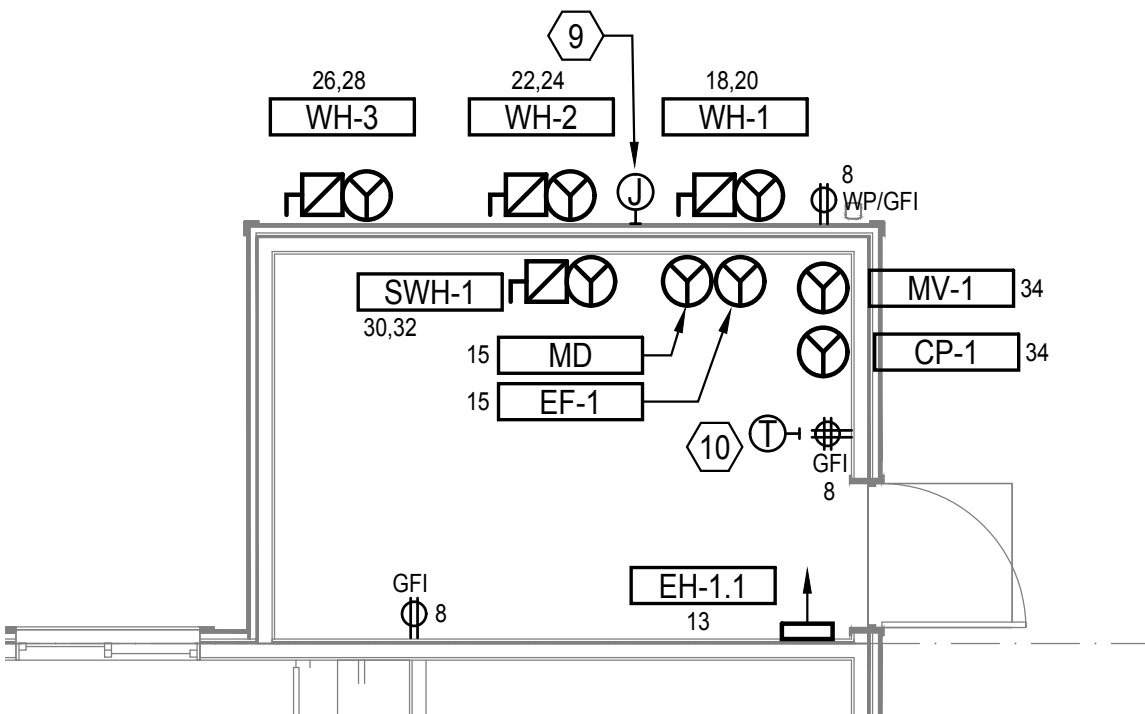 9
26,28
22,24
18,20
WH-3
WH-2
WH-1
J
8
WP/GFI
SWH-1
30,32
MV-1
34
15
MD
CP-1
34
15
EF-1
10
T
GFI
8
GFI
8
EH-1.1
13